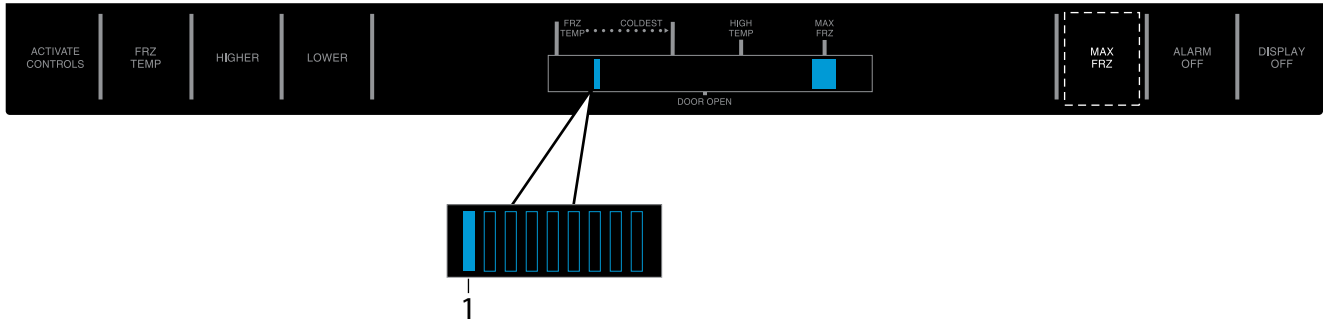 ACTIVATE
CONTROLS
FRZ
TEMP
HIGHER
LOWER
FRZ
TEMP
COLDEST
HIGH
TEMP
MAX
FRZ
DOOR OPEN
MAX
FRZ
ALARM
OFF
DISPLAY
OFF
1